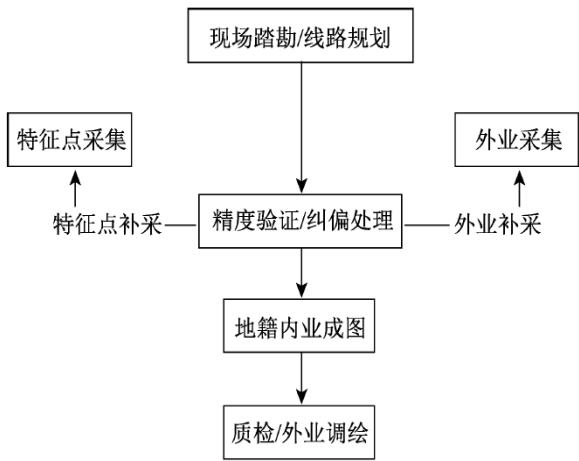 现场踏勘/线路规划
特征点采集
外业采集
特征点补采
精度验证/纠偏处理
外业补采
地籍内业成图
质检/外业调绘